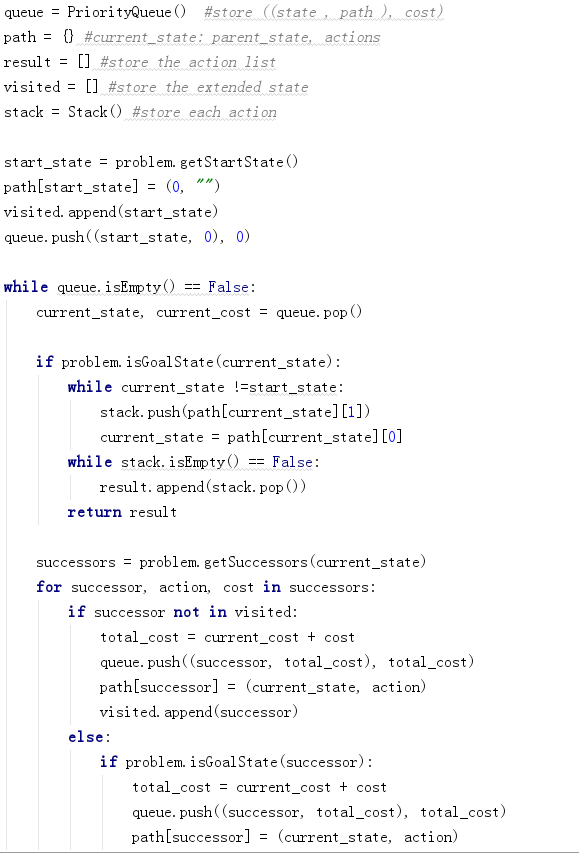 queue = PriorityQueue()  #store ((state , path ), cost)
path = {} #current_state: parent_state, actions
result = [] #store the action list
visited = [] #store the extended state
stack = Stack() #store each action
start_state = problem.getStartState()
path[start_state] = (0, "")
visited.append(start_state)
queue.push((start_state, 0), 0)
while queue.isEmpty() == False:
    current_state, current_cost = queue.pop()
    if problem.isGoalState(current_state):
        while current_state !=start_state:
            stack.push(path[current_state][1])
            current_state = path[current_state][0]
        while stack.isEmpty() == False:
            result.append(stack.pop())
        return result
    successors = problem.getSuccessors(current_state)
    for successor, action, cost in successors:
        if successor not in visited:
            total_cost = current_cost + cost
            queue.push((successor, total_cost), total_cost)
            path[successor] = (current_state, action)
            visited.append(successor)
        else:
            if problem.isGoalState(successor):
                total_cost = current_cost + cost
                queue.push((successor, total_cost), total_cost)
                path[successor] = (current_state, action)